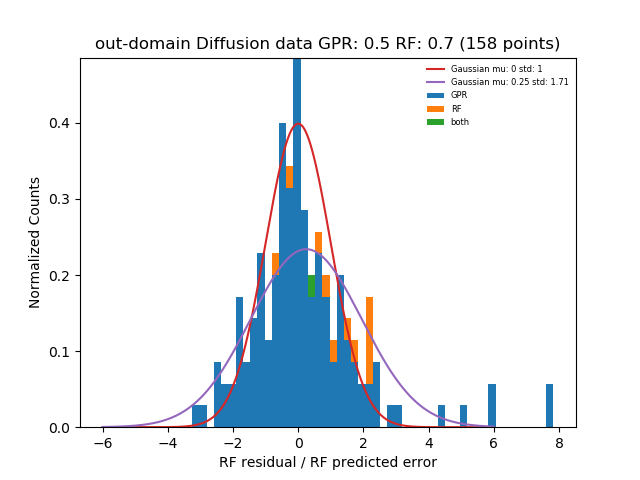 out-domain Diffusion data GPR: 0.5 RF: 0.7 (158 points)
Gaussian mu: 0 std: 1
Gaussian mu: 0.25 std: 1.71
GPR
RF
both
Normalized Counts
0.4
0.3
0.2
0.1
0.0
−6 −4 −2 0 2 4 6 8
RF residual / RF predicted error